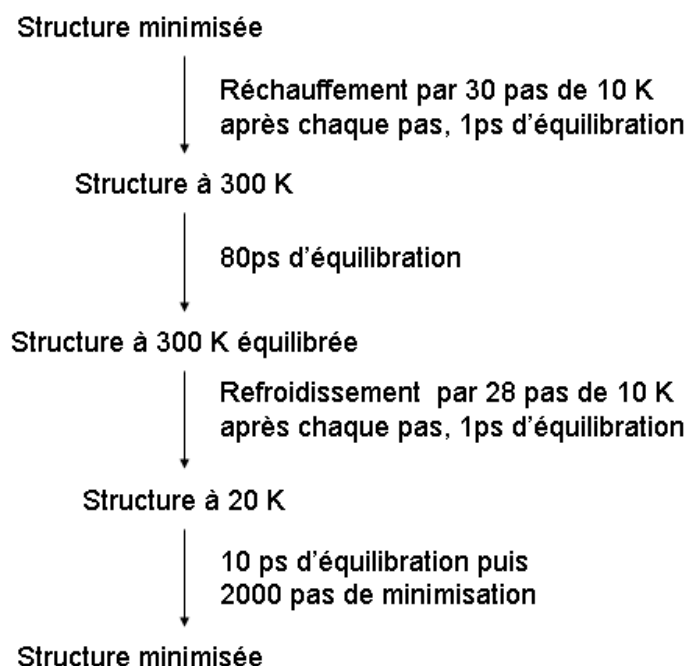 Structure minimisée
Réchauffement par 30 pas de 10 K
après chaque pas, 1ps d'équilibration
Structure à 300 K
80ps d'équilibration
Structure à 300 K équilibrée
Refroidissement  par 28 pas de 10 K
après chaque pas, 1ps d'équilibration
Structure à 20 K
10 ps d'équilibration puis
2000 pas de minimisation
Structure minimisée